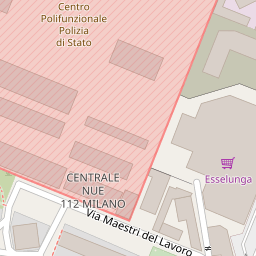 Centro
Polifunzionale
Polizia
di Stato
Esselunga
CENTRALE
NUE
112 MILANO
Via Maestri del Lavoro